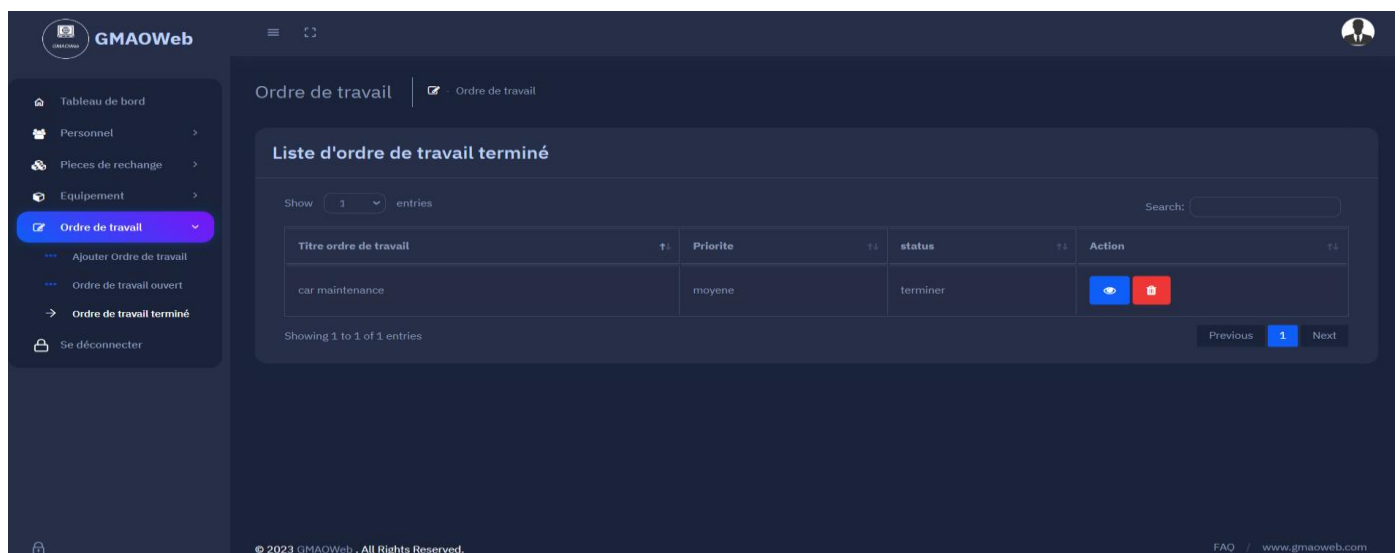 GMAOWeb
GMAOWeb
Tableau de bord
Personnel
Pieces de rechange
Equipement
Ordre de travail
Ajouter Ordre de travail
Ordre de travail ouvert
Ordre de travail terminé
Se déconnecter
Ordre de travail
- Ordre de travail
Liste d'ordre de travail terminé
Show 1 entries
Search:
Titre ordre de travail Priorite status Action
car maintenance moyene terminer
Showing 1 to 1 of 1 entries
Previous 1 Next
© 2023 GMAOWeb . All Rights Reserved.
FAQ / www.gmaoweb.com